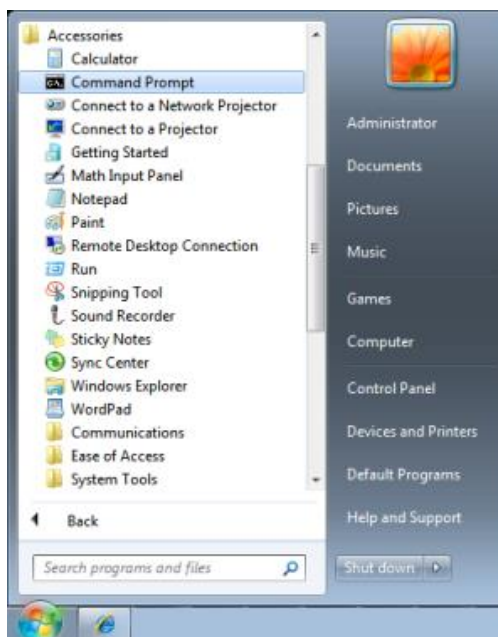 Accessories
Calculator
Command Prompt
Connect to a Network Projector
Connect to a Projector
Getting Started
Math Input Panel
Notepad
Paint
Remote Desktop Connection
Run
Snipping Tool
Sound Recorder
Sticky Notes
Sync Center
Windows Explorer
WordPad
Communications
Ease of Access
System Tools
Back
Search programs and files
Administrator
Documents
Pictures
Music
Games
Computer
Control Panel
Devices and Printers
Default Programs
Help and Support
Shut down